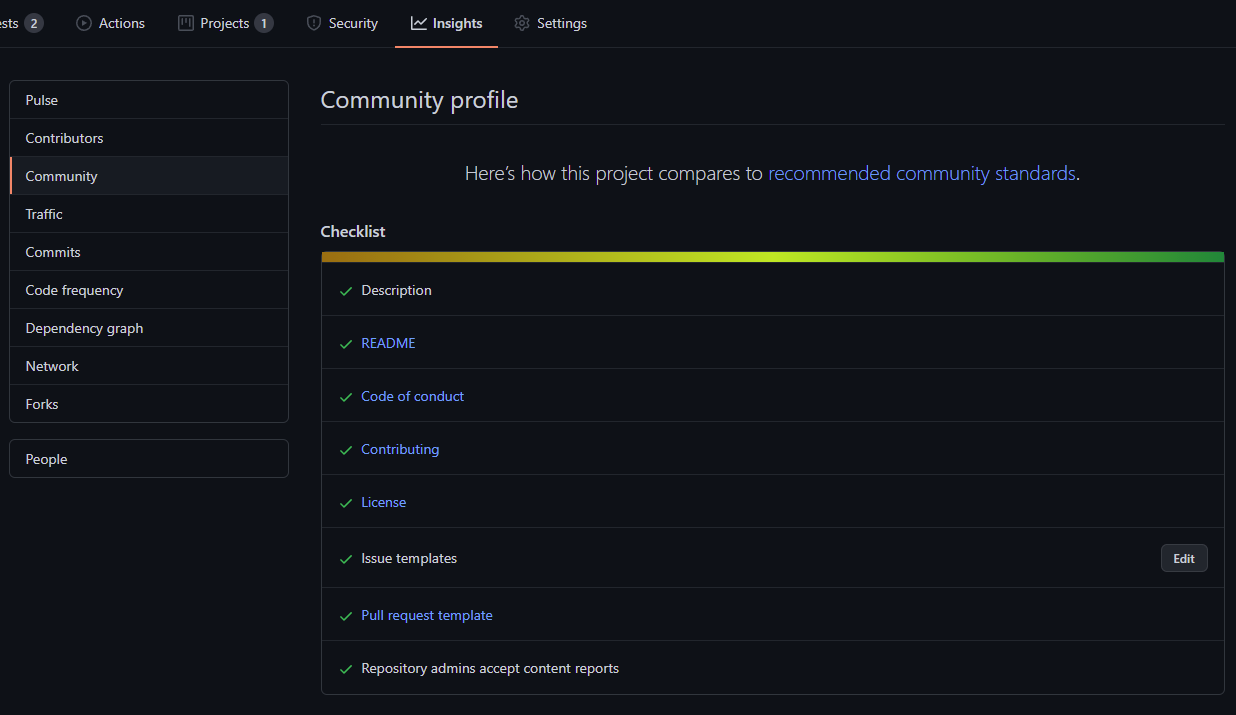 ests 2 Actions Projects 1 Security Insights Settings
Pulse
Contributors
Community
Traffic
Commits
Code frequency
Dependency graph
Network
Forks
People
Community profile
Here’s how this project compares to recommended community standards.
Checklist
Description
README
Code of conduct
Contributing
License
Issue templates Edit
Pull request template
Repository admins accept content reports